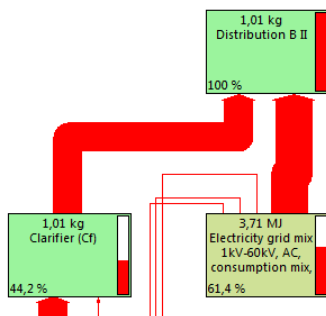 1,01 kg
Distribution B II
100 %
1,01 kg
Clarifier (Cf)
44,2 %
3,71 MJ
Electricity grid mix
1kV-60kV, AC,
consumption mix,
61,4 %